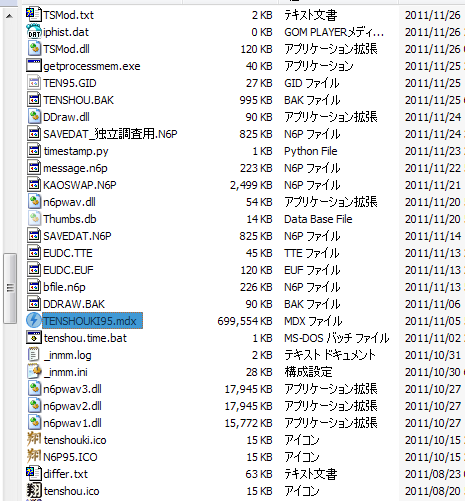 TSMod.txt 2 KB テキスト文書 2011/11/26
iphist.dat 0 KB GOM PLAYERメディ... 2011/11/26
TSMod.dll 120 KB アプリケーション拡張 2011/11/26
getprocessmem.exe 40 KB アプリケーション 2011/11/25
TEN95.GID 27 KB GID ファイル 2011/11/25
TENSHOU.BAK 995 KB BAK ファイル 2011/11/25
DDraw.dll 90 KB アプリケーション拡張 2011/11/24
SAVEDAT_独立調査用.N6P 825 KB N6P ファイル 2011/11/24
timestamp.py 1 KB Python File 2011/11/23
message.n6p 223 KB N6P ファイル 2011/11/22
KAOSWAP.N6P 2,499 KB N6P ファイル 2011/11/21
n6pwav.dll 54 KB アプリケーション拡張 2011/11/20
Thumbs.db 14 KB Data Base File 2011/11/20
SAVEDAT.N6P 825 KB N6P ファイル 2011/11/14
EUDC.TTE 45 KB TTE ファイル 2011/11/13
EUDC.EUF 120 KB EUF ファイル 2011/11/13
bfile.n6p 226 KB N6P ファイル 2011/11/13
DDRAW.BAK 90 KB BAK ファイル 2011/11/06
TENSHOUKI95.mdx 699,554 KB MDX ファイル 2011/11/05
tenshou.time.bat 1 KB MS-DOS バッチ ファイル 2011/11/01
_inmm.log 2 KB テキスト ドキュメント 2011/10/31
_inmm.ini 28 KB 構成設定 2011/10/30
n6pwav3.dll 17,945 KB アプリケーション拡張 2011/10/27
n6pwav2.dll 17,945 KB アプリケーション拡張 2011/10/27
n6pwav1.dll 15,772 KB アプリケーション拡張 2011/10/27
tenshouki.ico 15 KB アイコン 2011/10/15
N6P95.ICO 15 KB アイコン 2011/10/15
differ.txt 63 KB テキスト文書 2011/08/23
tenshou.ico 15 KB アイコン 2011/08/20